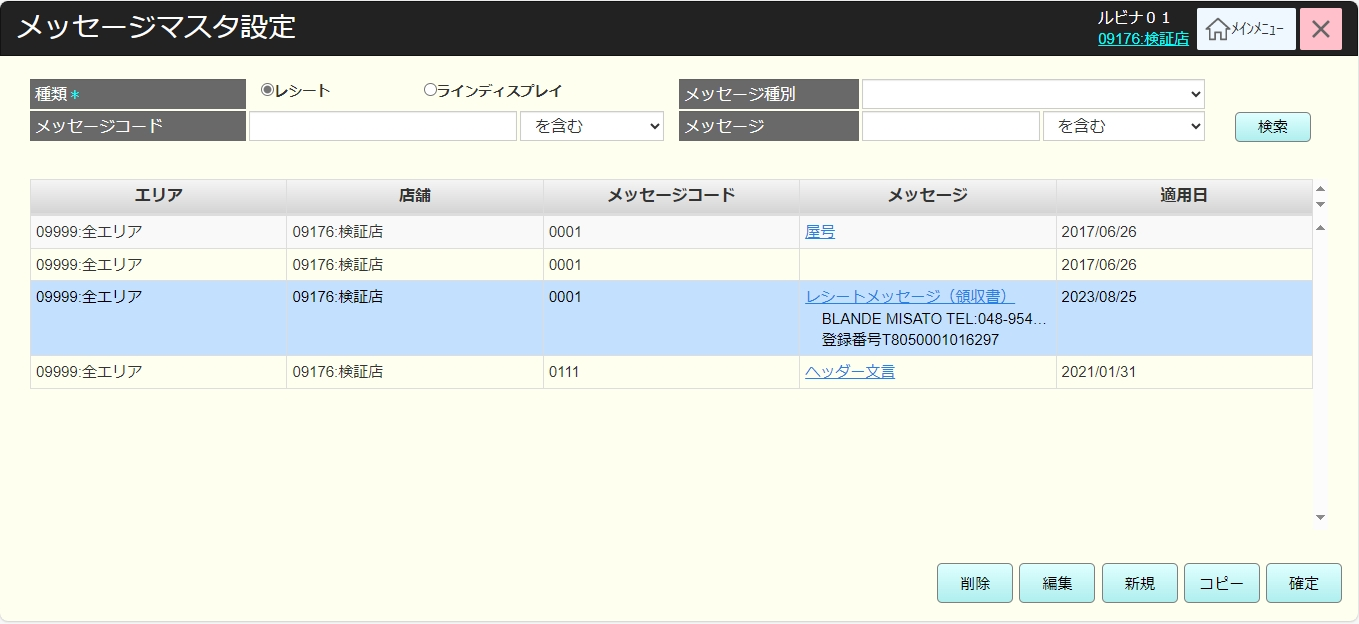 メッセージマスタ設定
ルビナ０１
09176:検証店
ﾒｲﾝﾒﾆｭｰ
種類*
レシート
ラインディスプレイ
メッセージ種別
メッセージコード
を含む
メッセージ
を含む
検索
エリア 店舗 メッセージコード メッセージ 適用日
09999:全エリア 09176:検証店 0001 屋号 2017/06/26
09999:全エリア 09176:検証店 0001 2017/06/26
09999:全エリア 09176:検証店 0001 レシートメッセージ（領収書） 2023/08/25
BLANDE MISATO TEL:048-954…
登録番号T8050001016297
09999:全エリア 09176:検証店 0111 ヘッダー文言 2021/01/31
削除 編集 新規 コピー 確定